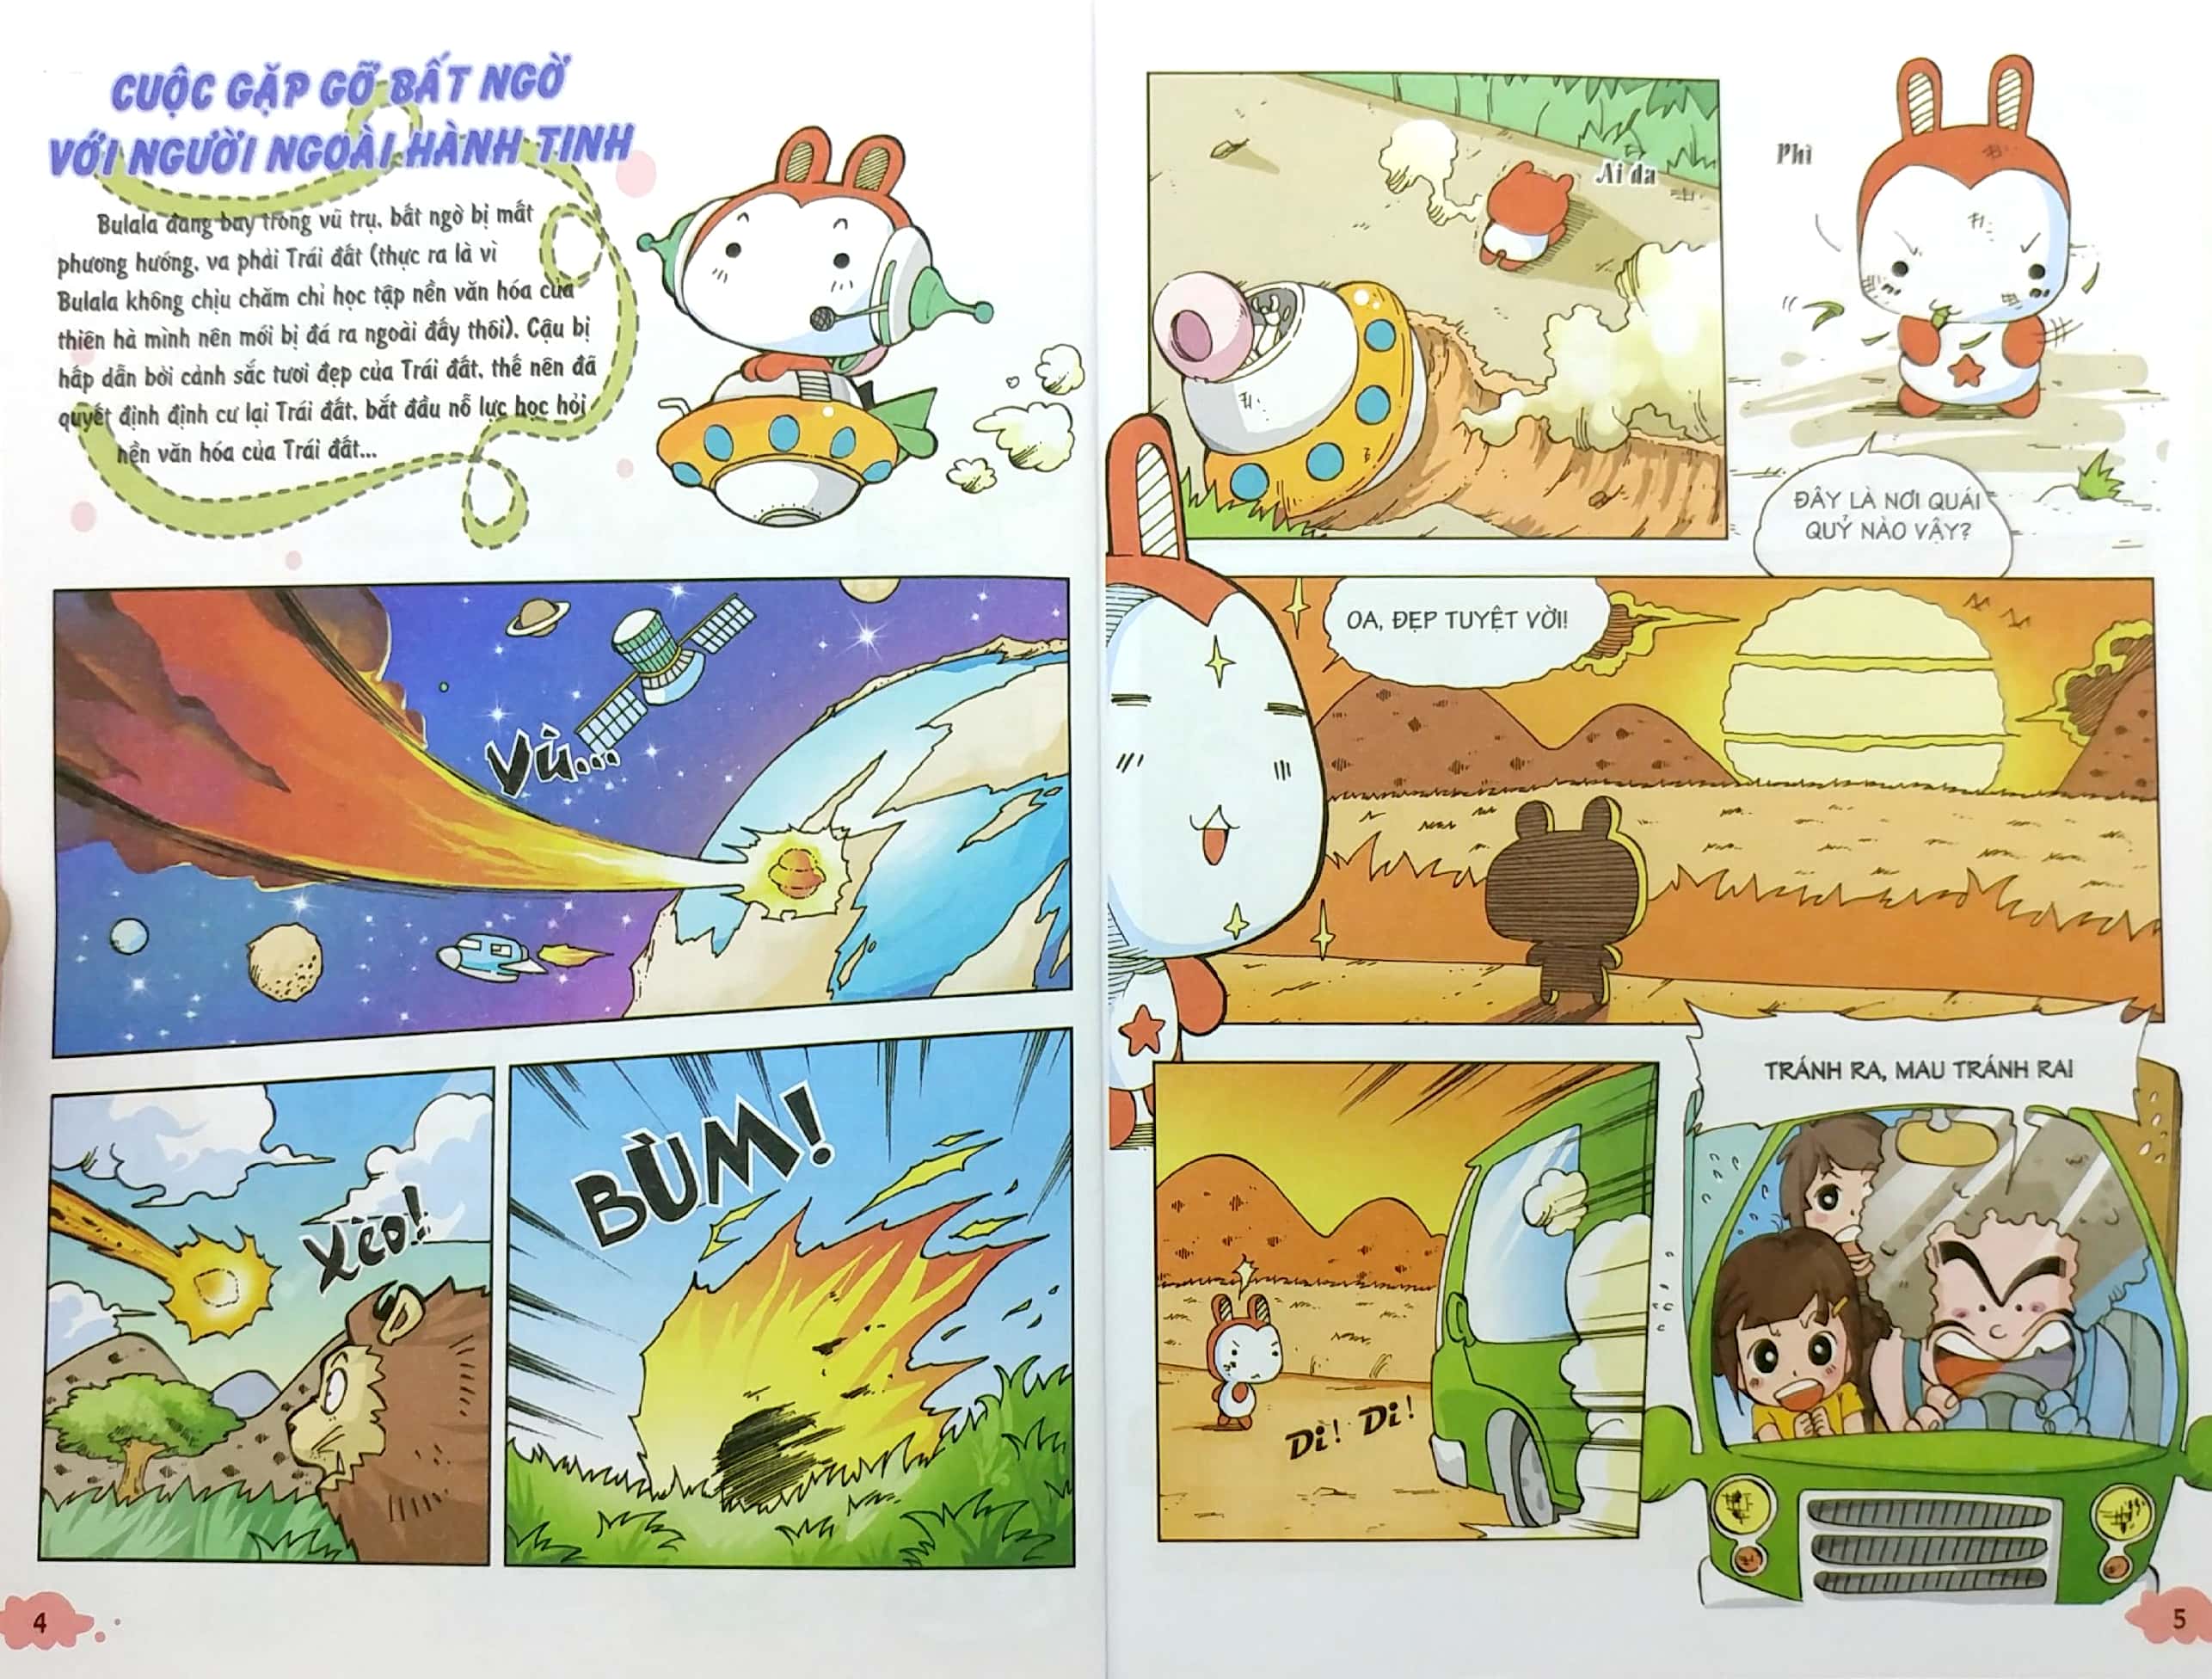 CUỘC GẶP GỠ BẤT NGỜ
VỚI NGƯỜI NGOÀI HÀNH TINH
Bulala đang bay trong vũ trụ, bất ngờ bị mất
phương hướng, va phải Trái đất (thực ra là vì
Bulala không chịu chăm chỉ học tập nền văn hóa của
thiên hà mình nên mới bị đá ra ngoài đấy thôi). Cậu bị
hấp dẫn bởi cảnh sắc tươi đẹp của Trái đất, thế nên đã
quyết định định cư lại Trái đất, bắt đầu nỗ lực học hỏi
nền văn hóa của Trái đất...
Vù...
Xèo!
BÙM!
4
Ai da
Phì
ĐÂY LÀ NƠI QUÁI
QUỶ NÀO VẬY?
OA, ĐẸP TUYỆT VỜI!
Di! Di!
TRÁNH RA, MAU TRÁNH RA!
5